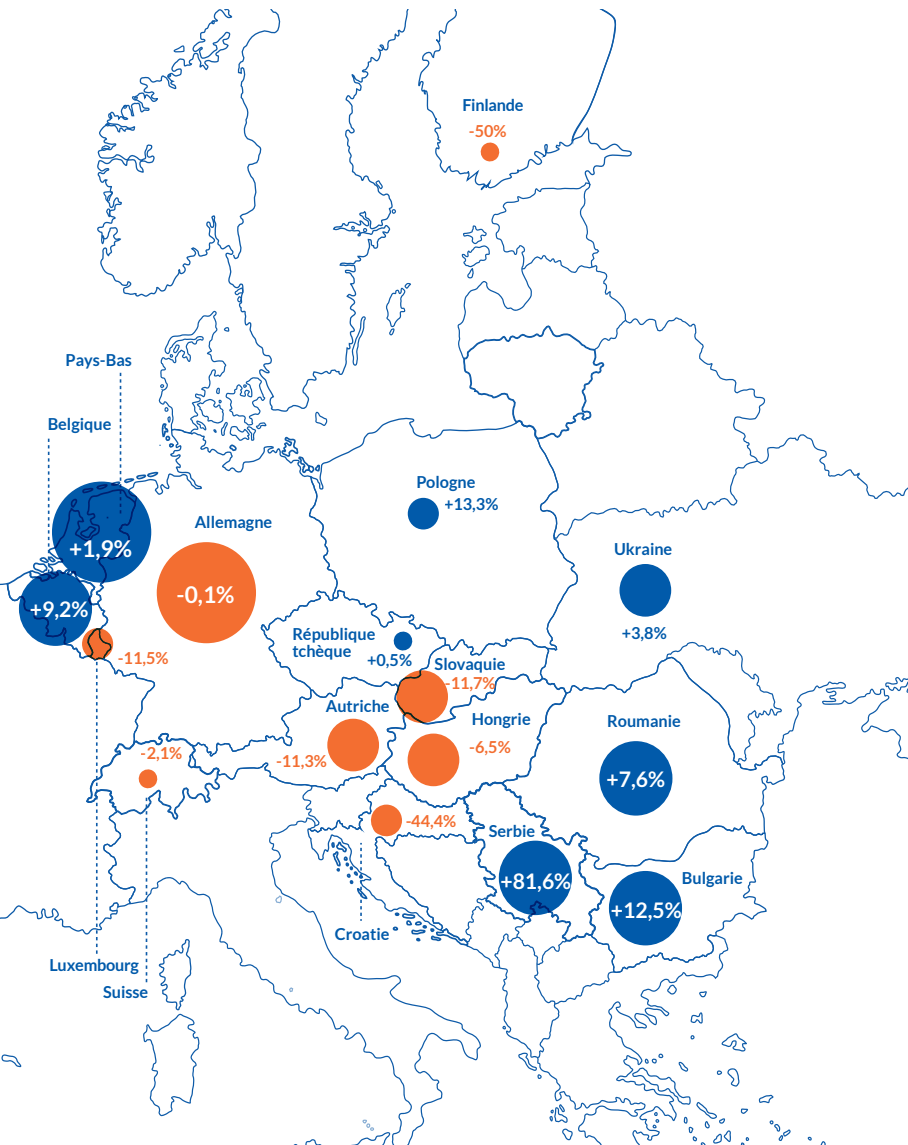 Finlande
-50%
Pays-Bas
Belgique
+1,9%
+9,2%
-11,5%
Allemagne
-0,1%
Pologne
+13,3%
Ukraine
+3,8%
République
tchèque
+0,5%
Slovaquie
-11,7%
Autriche
-11,3%
Hongrie
-6,5%
Roumanie
+7,6%
-2,1%
-44,4%
Serbie
+81,6%
Bulgarie
+12,5%
Croatie
Luxembourg
Suisse